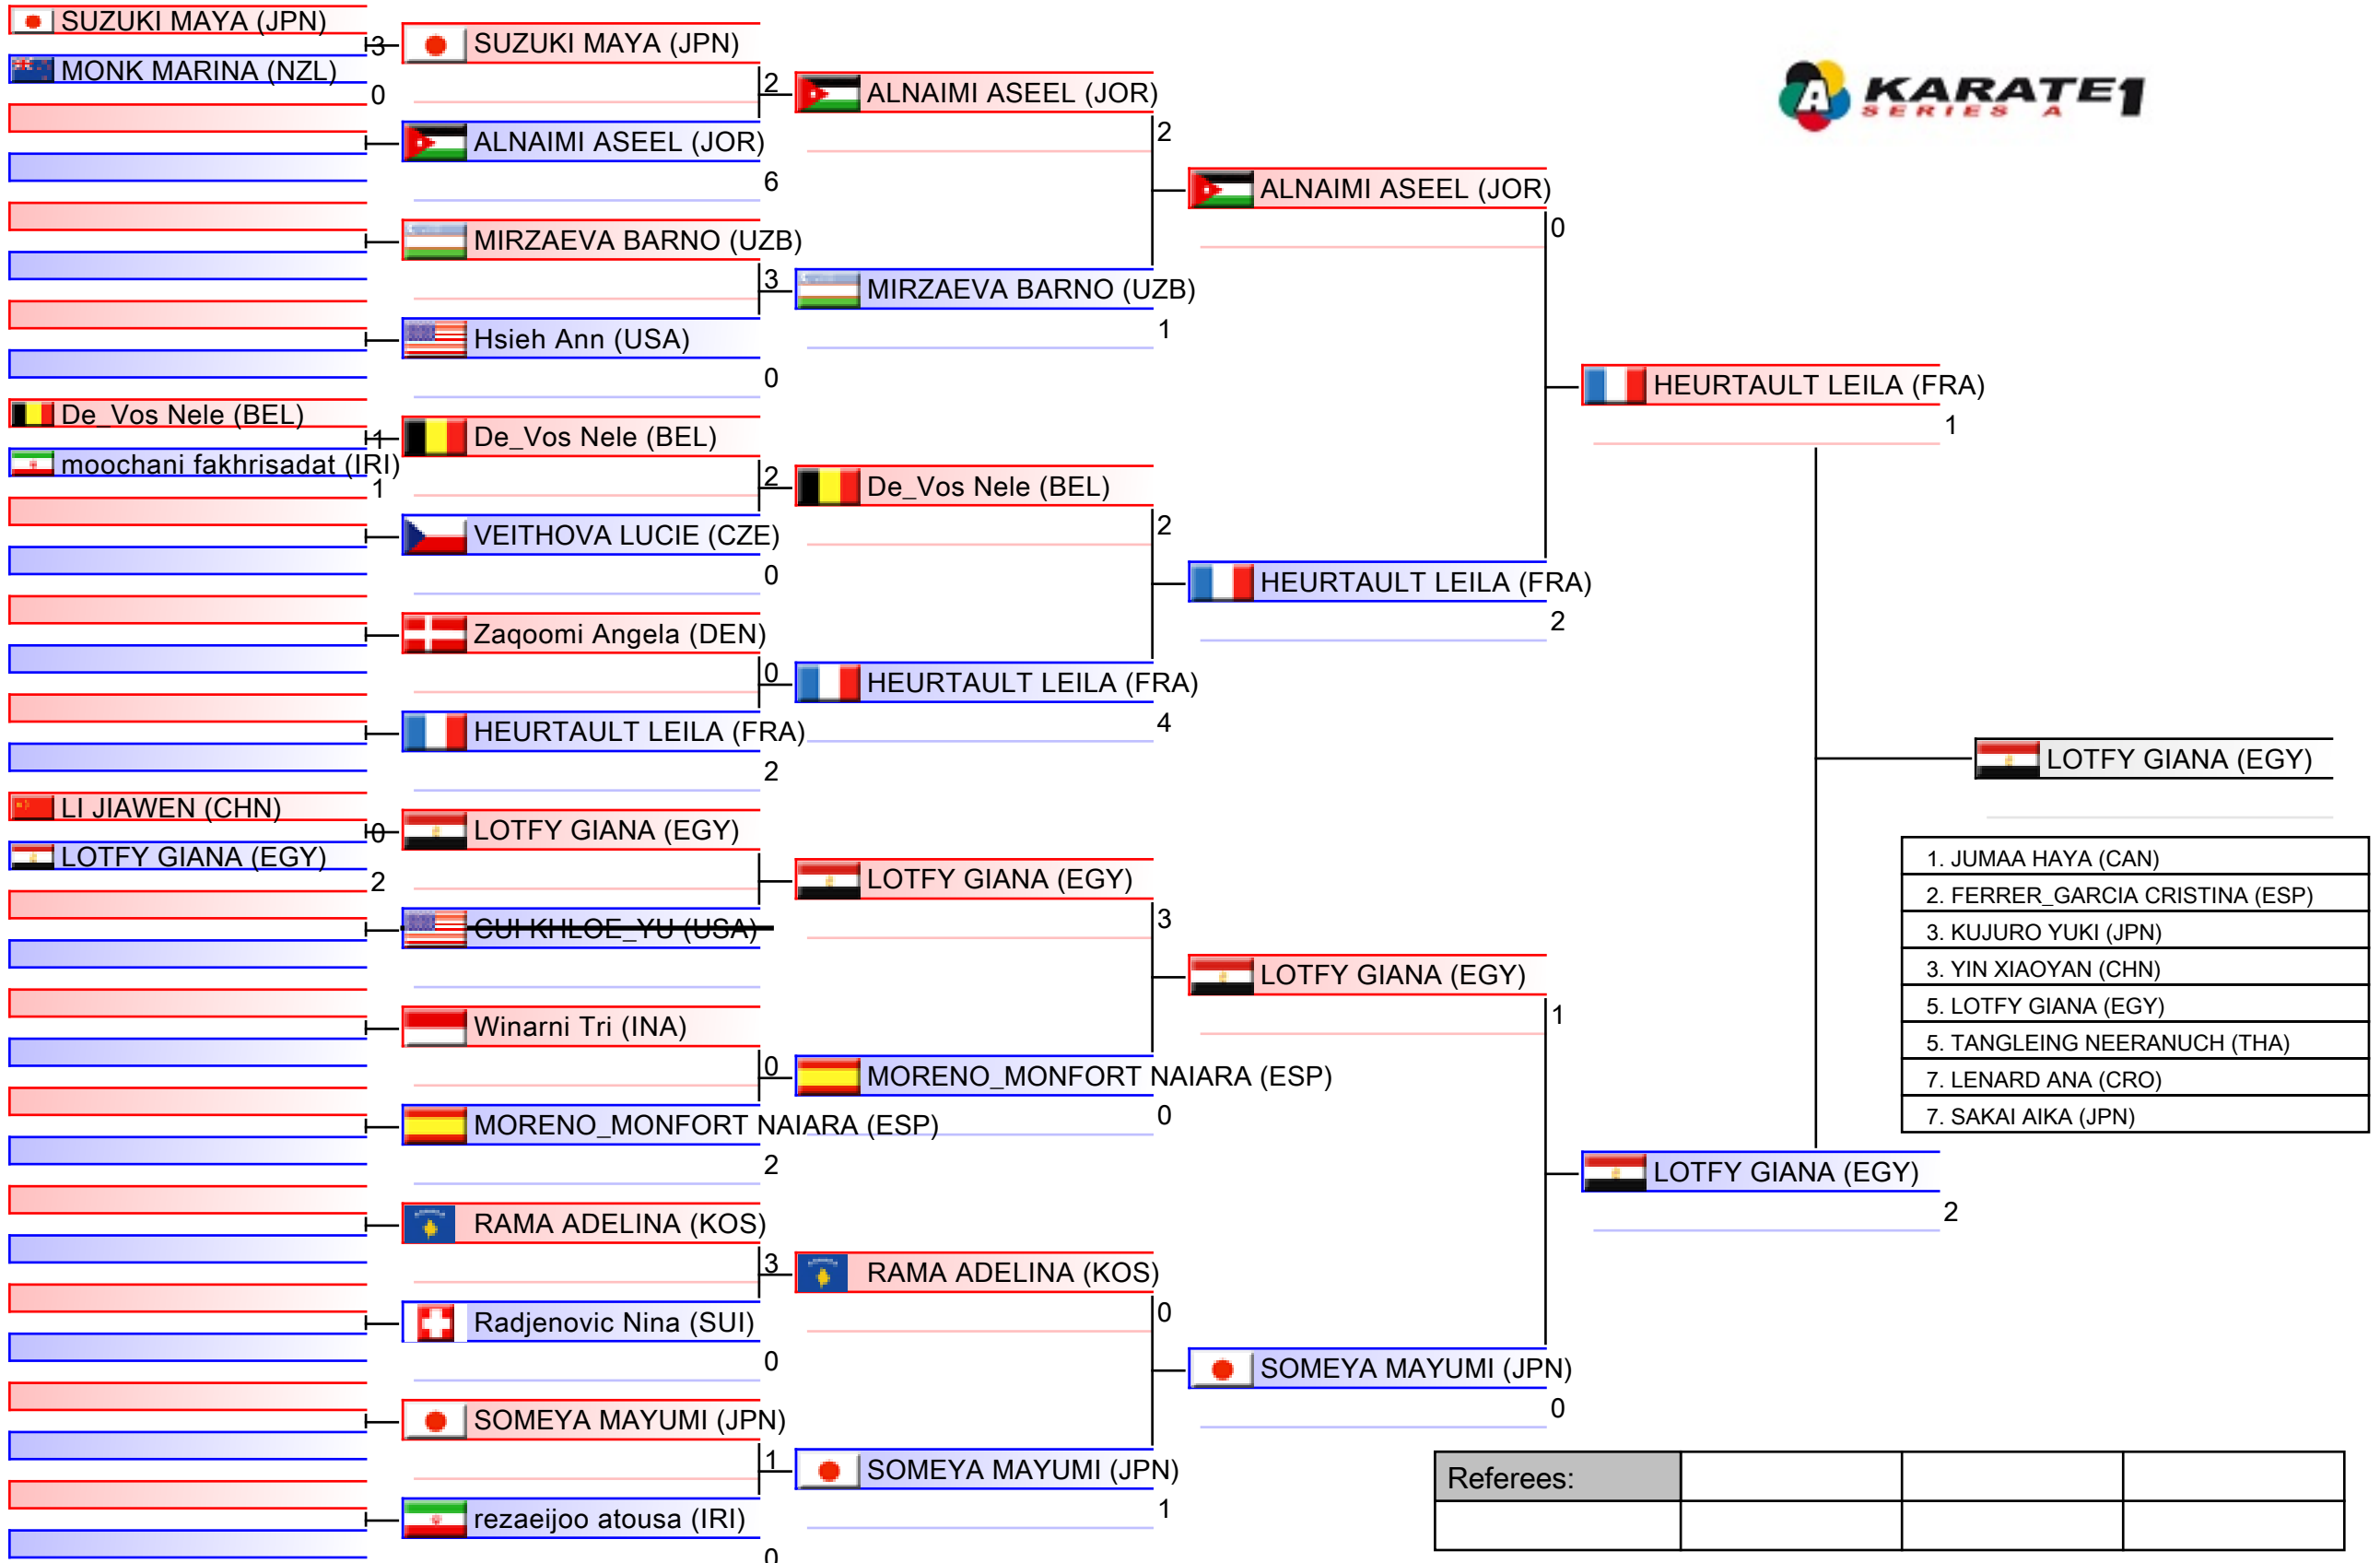 SUZUKI MAYA (JPN)
3
MONK MARINA (NZL)
0
De_Vos Nele (BEL)
1
moochani fakhrisadat (IRI)
1
LI JIAWEN (CHN)
0
LOTFY GIANA (EGY)
2
SUZUKI MAYA (JPN)
2
ALNAIMI ASEEL (JOR)
6
MIRZAEVA BARNO (UZB)
3
Hsieh Ann (USA)
0
De_Vos Nele (BEL)
2
VEITHOVA LUCIE (CZE)
0
Zaqoomi Angela (DEN)
0
HEURTAULT LEILA (FRA)
2
LOTFY GIANA (EGY)
CUI KHLOE_YU (USA)
Winarni Tri (INA)
0
MORENO_MONFORT NAIARA (ESP)
2
RAMA ADELINA (KOS)
3
Radjenovic Nina (SUI)
0
SOMEYA MAYUMI (JPN)
1
rezaeijoo atousa (IRI)
0
ALNAIMI ASEEL (JOR)
2
MIRZAEVA BARNO (UZB)
1
De_Vos Nele (BEL)
2
HEURTAULT LEILA (FRA)
4
LOTFY GIANA (EGY)
3
MORENO_MONFORT NAIARA (ESP)
0
RAMA ADELINA (KOS)
0
SOMEYA MAYUMI (JPN)
1
ALNAIMI ASEEL (JOR)
0
HEURTAULT LEILA (FRA)
2
LOTFY GIANA (EGY)
1
SOMEYA MAYUMI (JPN)
0
HEURTAULT LEILA (FRA)
1
LOTFY GIANA (EGY)
2
A KARATE1
SERIES A
LOTFY GIANA (EGY)
1. JUMAA HAYA (CAN)
2. FERRER_GARCIA CRISTINA (ESP)
3. KUJURO YUKI (JPN)
3. YIN XIAOYAN (CHN)
5. LOTFY GIANA (EGY)
5. TANGLEING NEERANUCH (THA)
7. LENARD ANA (CRO)
7. SAKAI AIKA (JPN)
Referees: